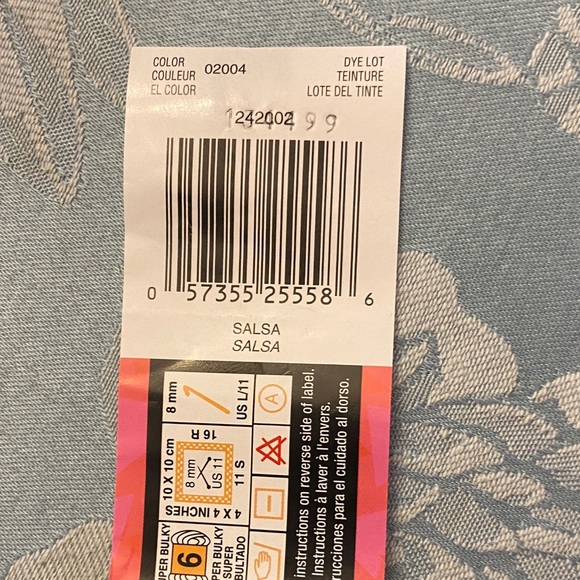 COLOR
COULEUR
EL COLOR
02004
DYE LOT
TEINTURE
LOTE DEL TINTE
242002
0 57355 25558 6
SALSA
SALSA
8 mm
US L/11
10 X 10 cm
16 R
8 mm
US 11
11 S
4 X 4 INCHES
BULKY
6
BULKY
SUPER
A
instructions on reverse side of label.
Instructions à laver à l'envers.
para el cuidado al dorso.